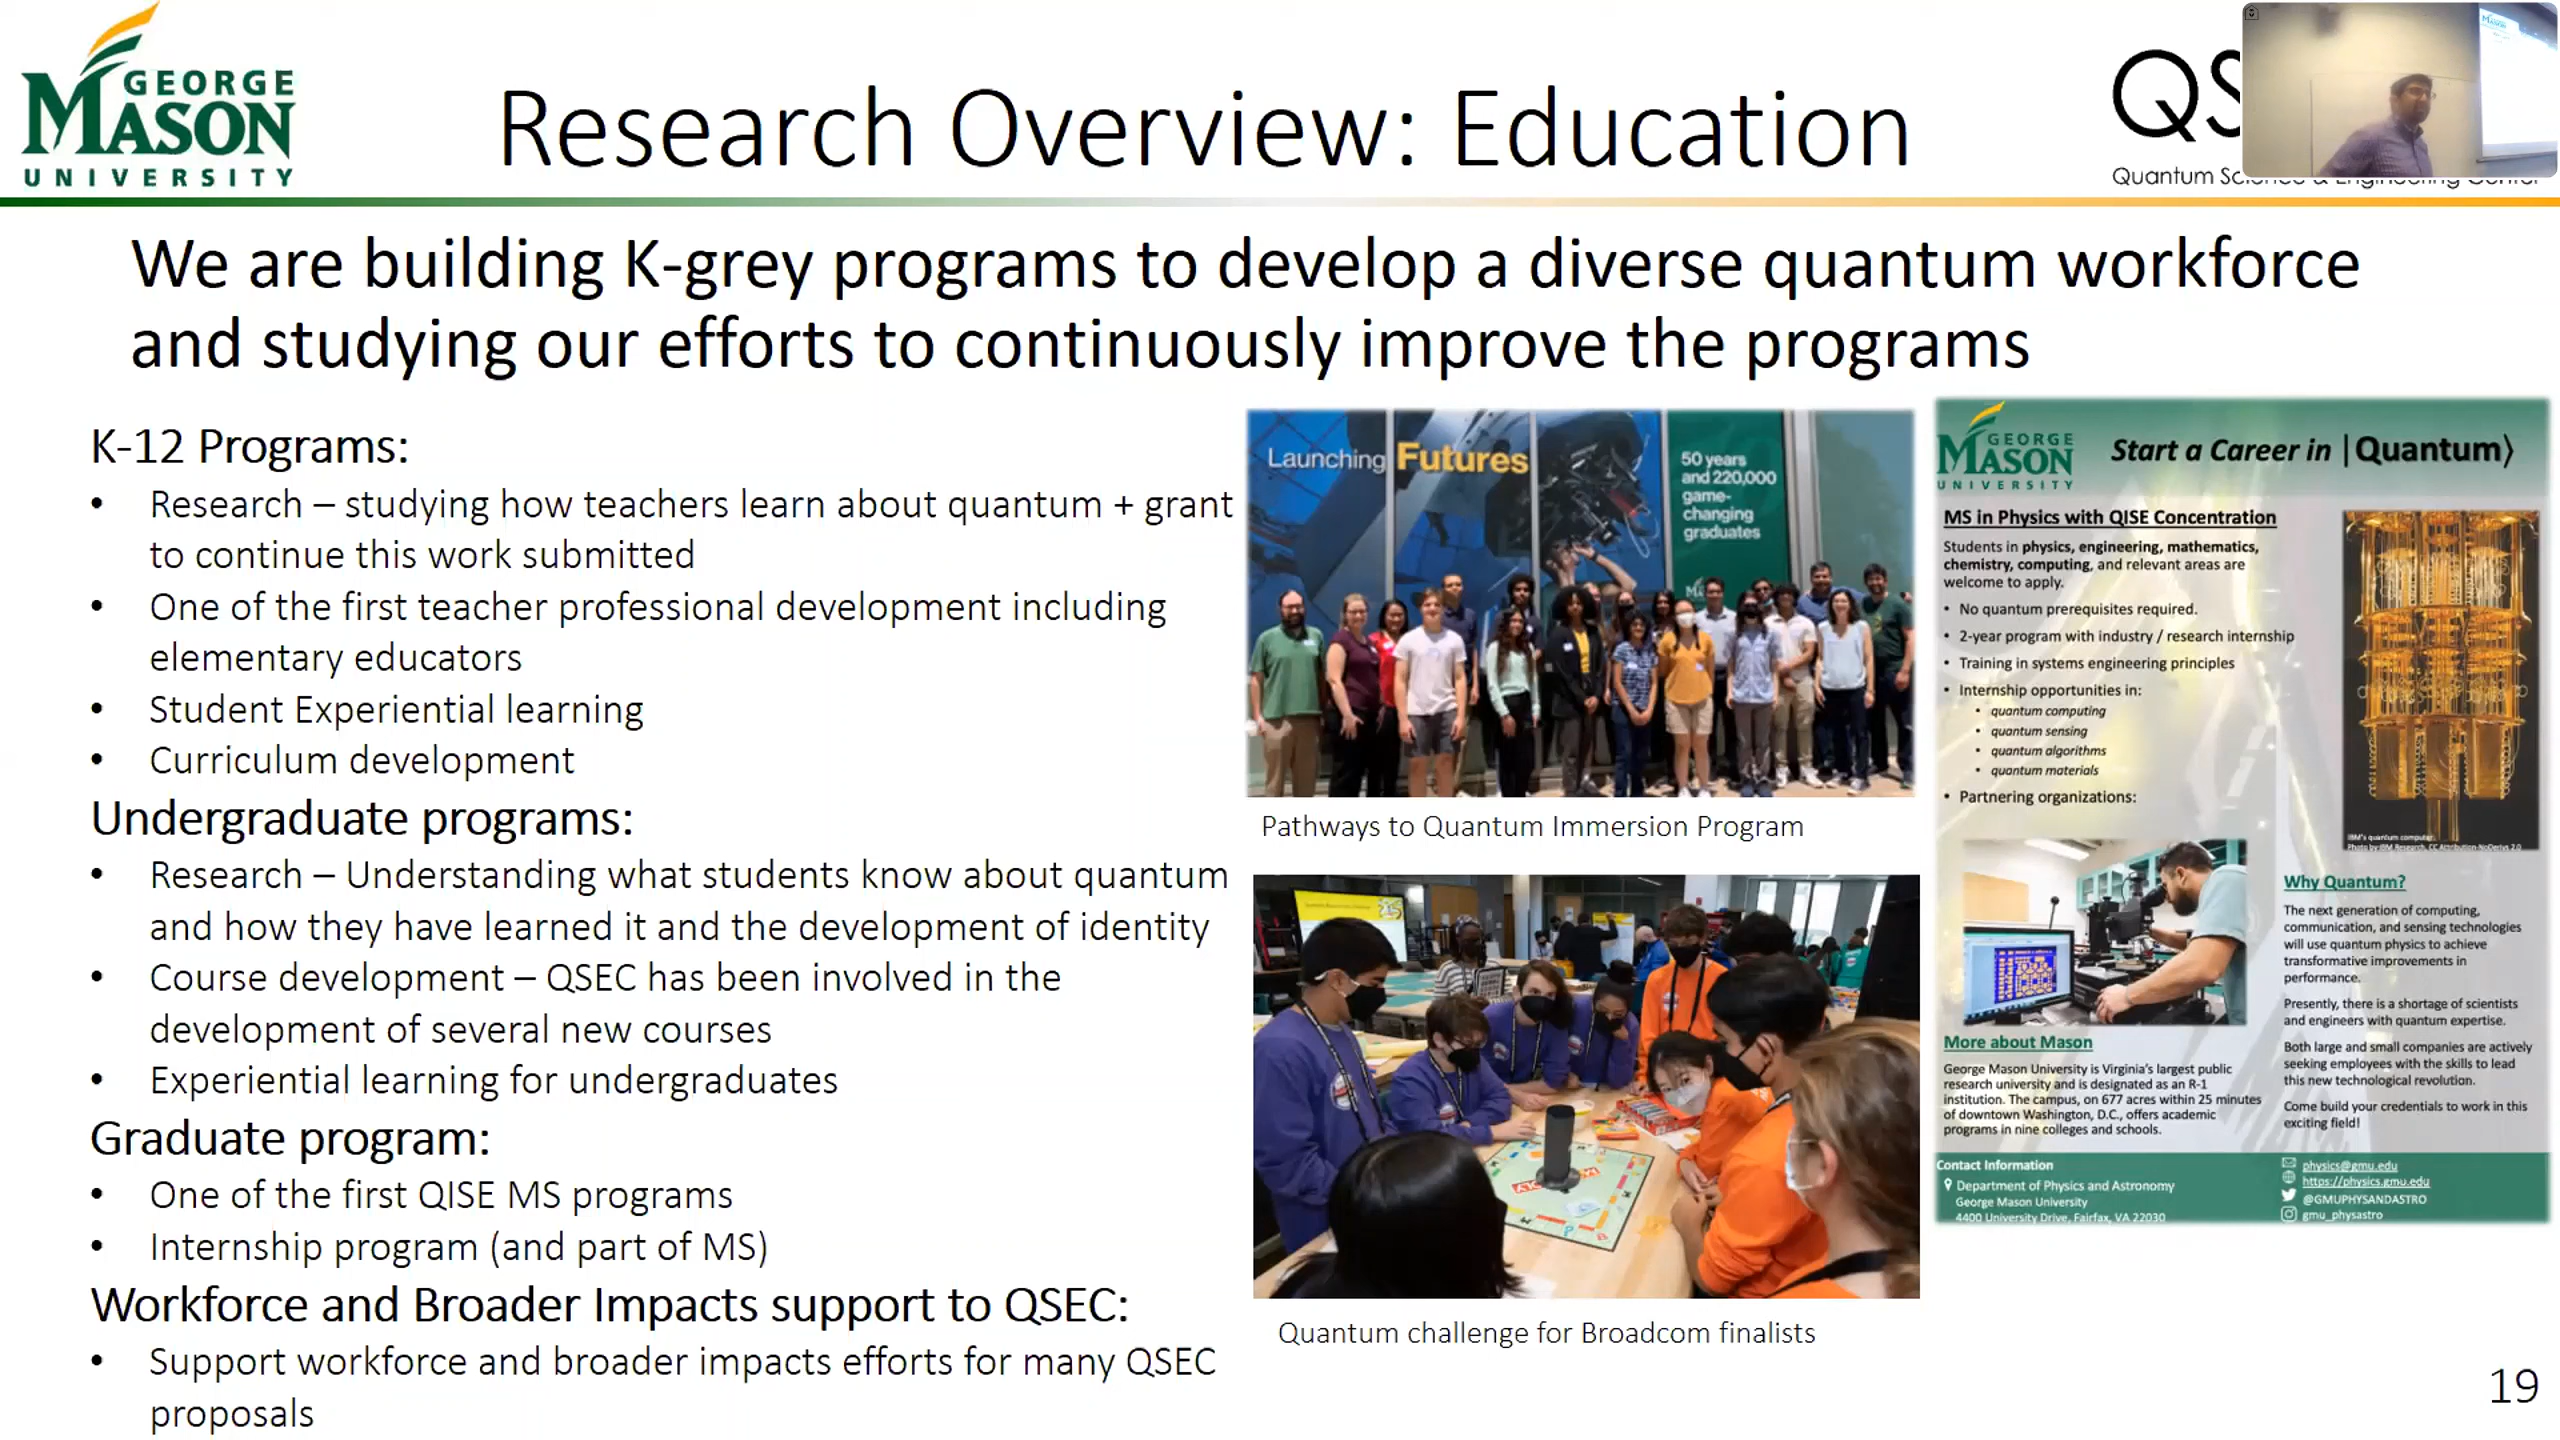 GEORGE
MASON
UNIVERSITY
Research Overview: Education
QS
Quantum Science & Engineering Center
We are building K-grey programs to develop a diverse quantum workforce
and studying our efforts to continuously improve the programs
K-12 Programs:
• Research – studying how teachers learn about quantum + grant
to continue this work submitted
• One of the first teacher professional development including
elementary educators
• Student Experiential learning
• Curriculum development
Undergraduate programs:
• Research – Understanding what students know about quantum
and how they have learned it and the development of identity
• Course development – QSEC has been involved in the
development of several new courses
• Experiential learning for undergraduates
Graduate program:
• One of the first QISE MS programs
• Internship program (and part of MS)
Workforce and Broader Impacts support to QSEC:
• Support workforce and broader impacts efforts for many QSEC
proposals
Launching Futures
50 years
and 220,000
game-
changing
graduates
Pathways to Quantum Immersion Program
Quantum challenge for Broadcom finalists
GEORGE
MASON
UNIVERSITY
Start a Career in |Quantum⟩
MS in Physics with QISE Concentration
Students in physics, engineering, mathematics,
chemistry, computing, and relevant areas are
welcome to apply.
• No quantum prerequisites required.
• 2-year program with industry / research internship
• Training in systems engineering principles
• Internship opportunities in:
• quantum computing
• quantum sensing
• quantum algorithms
• quantum materials
• Partnering organizations:
IBM's quantum computer.
Photo by IBM Research, CC Attribution-NoDerivs 2.0
Why Quantum?
The next generation of computing,
communication, and sensing technologies
will use quantum physics to achieve
transformative improvements in
performance.
Presently, there is a shortage of scientists
and engineers with quantum expertise.
Both large and small companies are actively
seeking employees with the skills to lead
this new technological revolution.
Come build your credentials to work in this
exciting field!
More about Mason
George Mason University is Virginia's largest public
research university and is designated as an R-1
institution. The campus, on 677 acres within 25 minutes
of downtown Washington, D.C., offers academic
programs in nine colleges and schools.
Contact Information
Department of Physics and Astronomy
George Mason University
4400 University Drive, Fairfax, VA 22030
physics@gmu.edu
https://physics.gmu.edu
@GMUPHYSANDASTRO
gmu_physastro
19